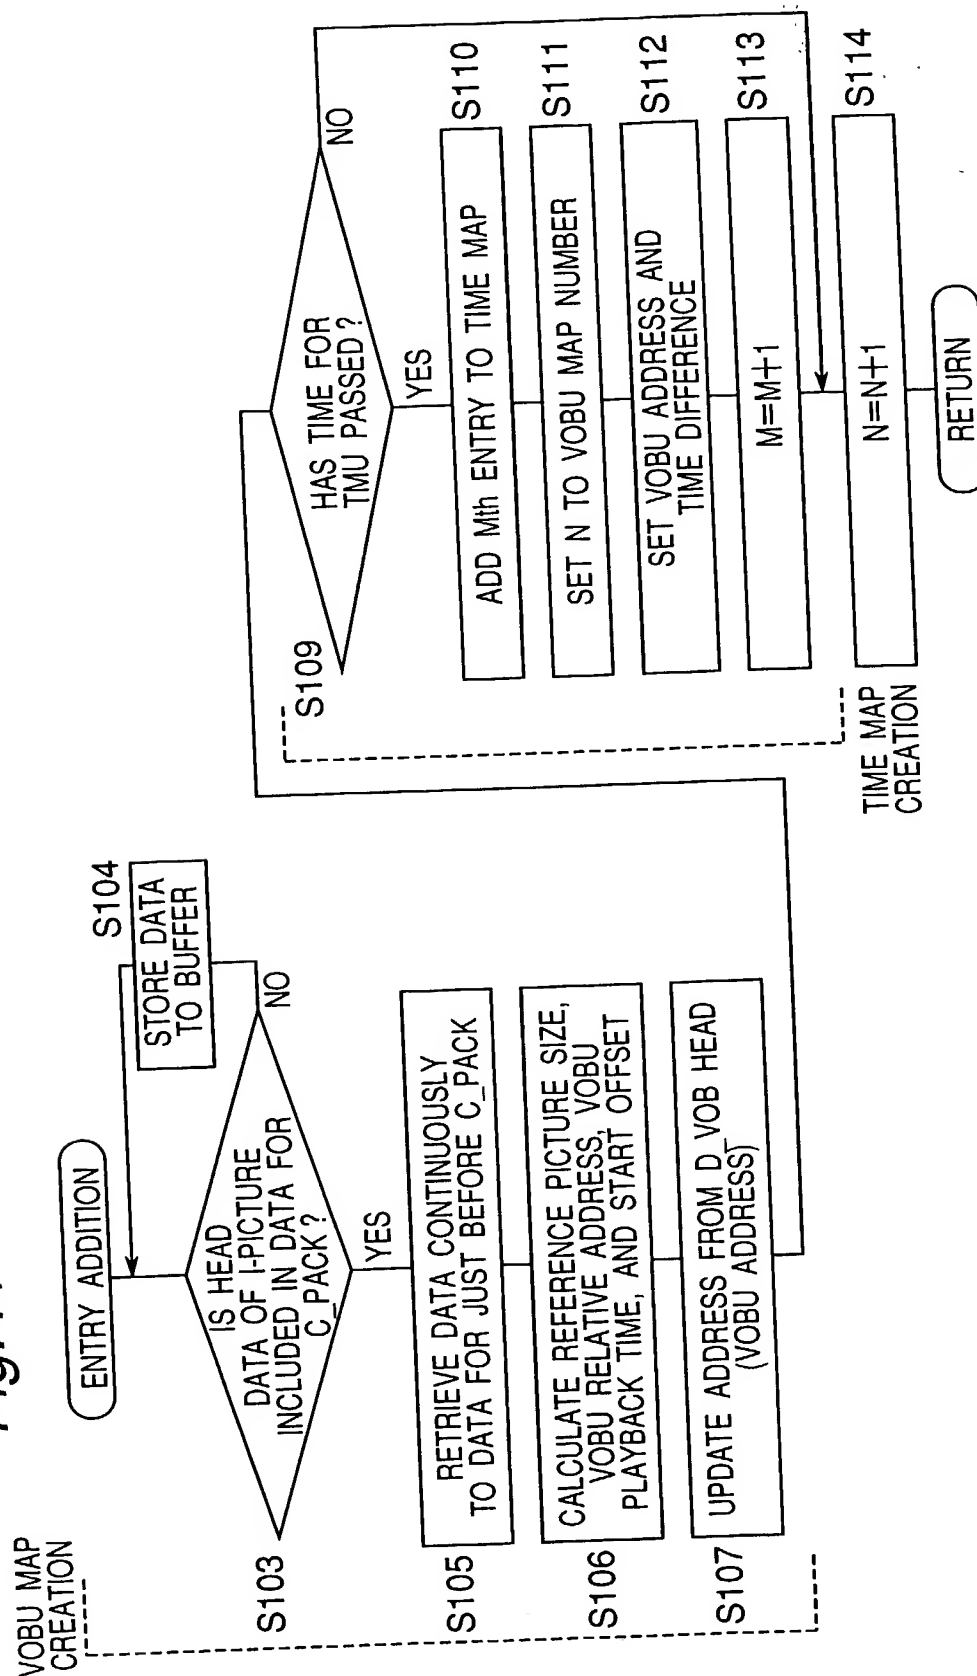 VOBU MAP
CREATION
ENTRY ADDITION
S103
IS HEAD
DATA OF I-PICTURE
INCLUDED IN DATA FOR
C_PACK?
NO
S104
STORE DATA
TO BUFFER
YES
S105
RETRIEVE DATA CONTINUOUSLY
TO DATA FOR JUST BEFORE C_PACK
S106
CALCULATE REFERENCE PICTURE SIZE,
VOBU RELATIVE ADDRESS, VOBU
PLAYBACK TIME, AND START OFFSET
S107
UPDATE ADDRESS FROM D_VOB HEAD
(VOBU ADDRESS)
S109
HAS TIME FOR
TMU PASSED?
NO
YES
S110
ADD Mth ENTRY TO TIME MAP
S111
SET N TO VOBU MAP NUMBER
S112
SET VOBU ADDRESS AND
TIME DIFFERENCE
S113
M=M+1
S114
N=N+1
TIME MAP
CREATION
RETURN